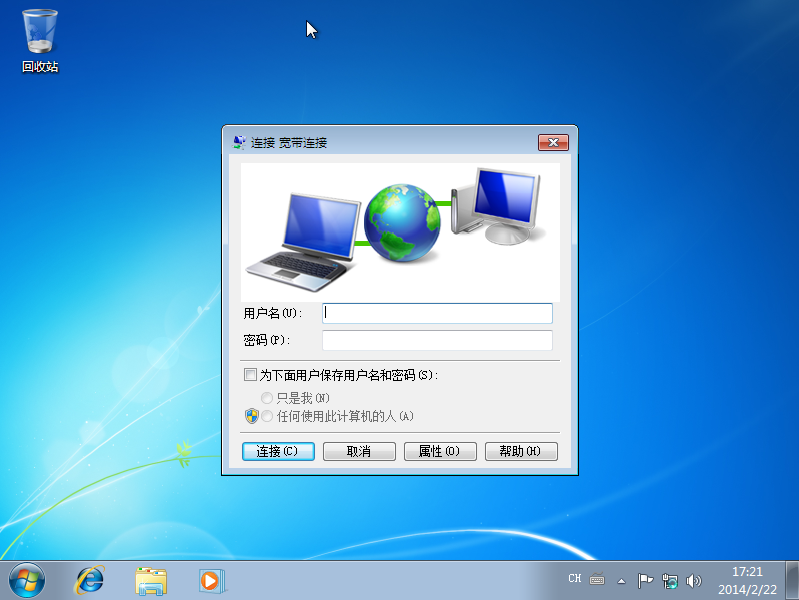 回收站
连接 宽带连接
用户名(U):
密码(P):
为下面用户保存用户名和密码(S):
只是我(N)
任何使用此计算机的人(A)
连接(C)
取消
属性(O)
帮助(H)
CH
17:21
2014/2/22